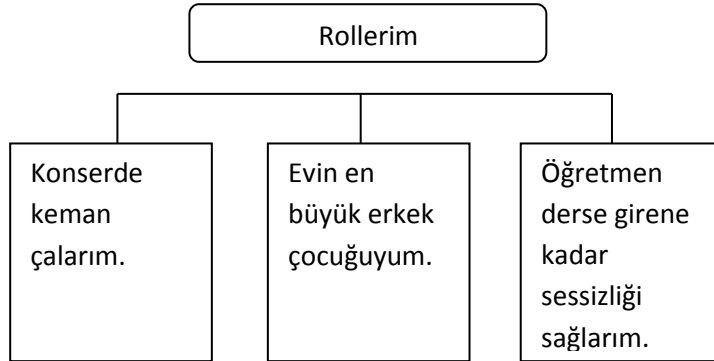 Rollerim
Konserde
keman
çalarım.
Evin en
büyük erkek
çocuğuyum.
Öğretmen
derse girene
kadar
sessizliği
sağlarım.